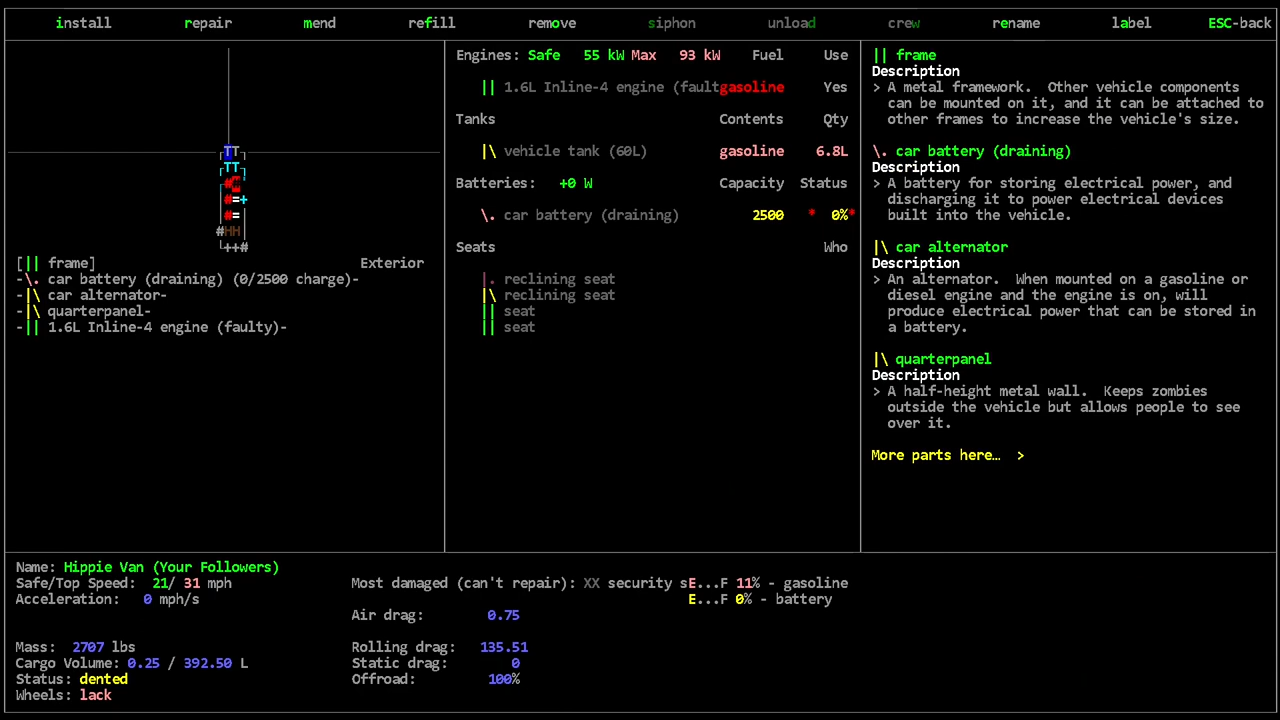 install repair mend refill remove siphon unload crew rename label ESC-back
Engines: Safe 55 kW Max 93 kW Fuel Use
|| 1.6L Inline-4 engine (faultgasoline Yes
Tanks Contents Qty
|\ vehicle tank (60L) gasoline 6.8L
Batteries: +0 W Capacity Status
\. car battery (draining) 2500 * 0%*
Seats Who
|. reclining seat
|\ reclining seat
|| seat
|| seat
TT
TT
#=+
#=
#HH
++#
[|| frame] Exterior
-\. car battery (draining) (0/2500 charge)-
-|\ car alternator-
-|\ quarterpanel-
-|| 1.6L Inline-4 engine (faulty)-
|| frame
Description
> A metal framework. Other vehicle components
can be mounted on it, and it can be attached to
other frames to increase the vehicle's size.
\. car battery (draining)
Description
> A battery for storing electrical power, and
discharging it to power electrical devices
built into the vehicle.
|\ car alternator
Description
> An alternator. When mounted on a gasoline or
diesel engine and the engine is on, will
produce electrical power that can be stored in
a battery.
|\ quarterpanel
Description
> A half-height metal wall. Keeps zombies
outside the vehicle but allows people to see
over it.
More parts here… >
Name: Hippie Van (Your Followers)
Safe/Top Speed: 21/ 31 mph
Acceleration: 0 mph/s
Mass: 2707 lbs
Cargo Volume: 0.25 / 392.50 L
Status: dented
Wheels: lack
Most damaged (can't repair): XX security sE...F 11% - gasoline
E...F 0% - battery
Air drag: 0.75
Rolling drag: 135.51
Static drag: 0
Offroad: 100%